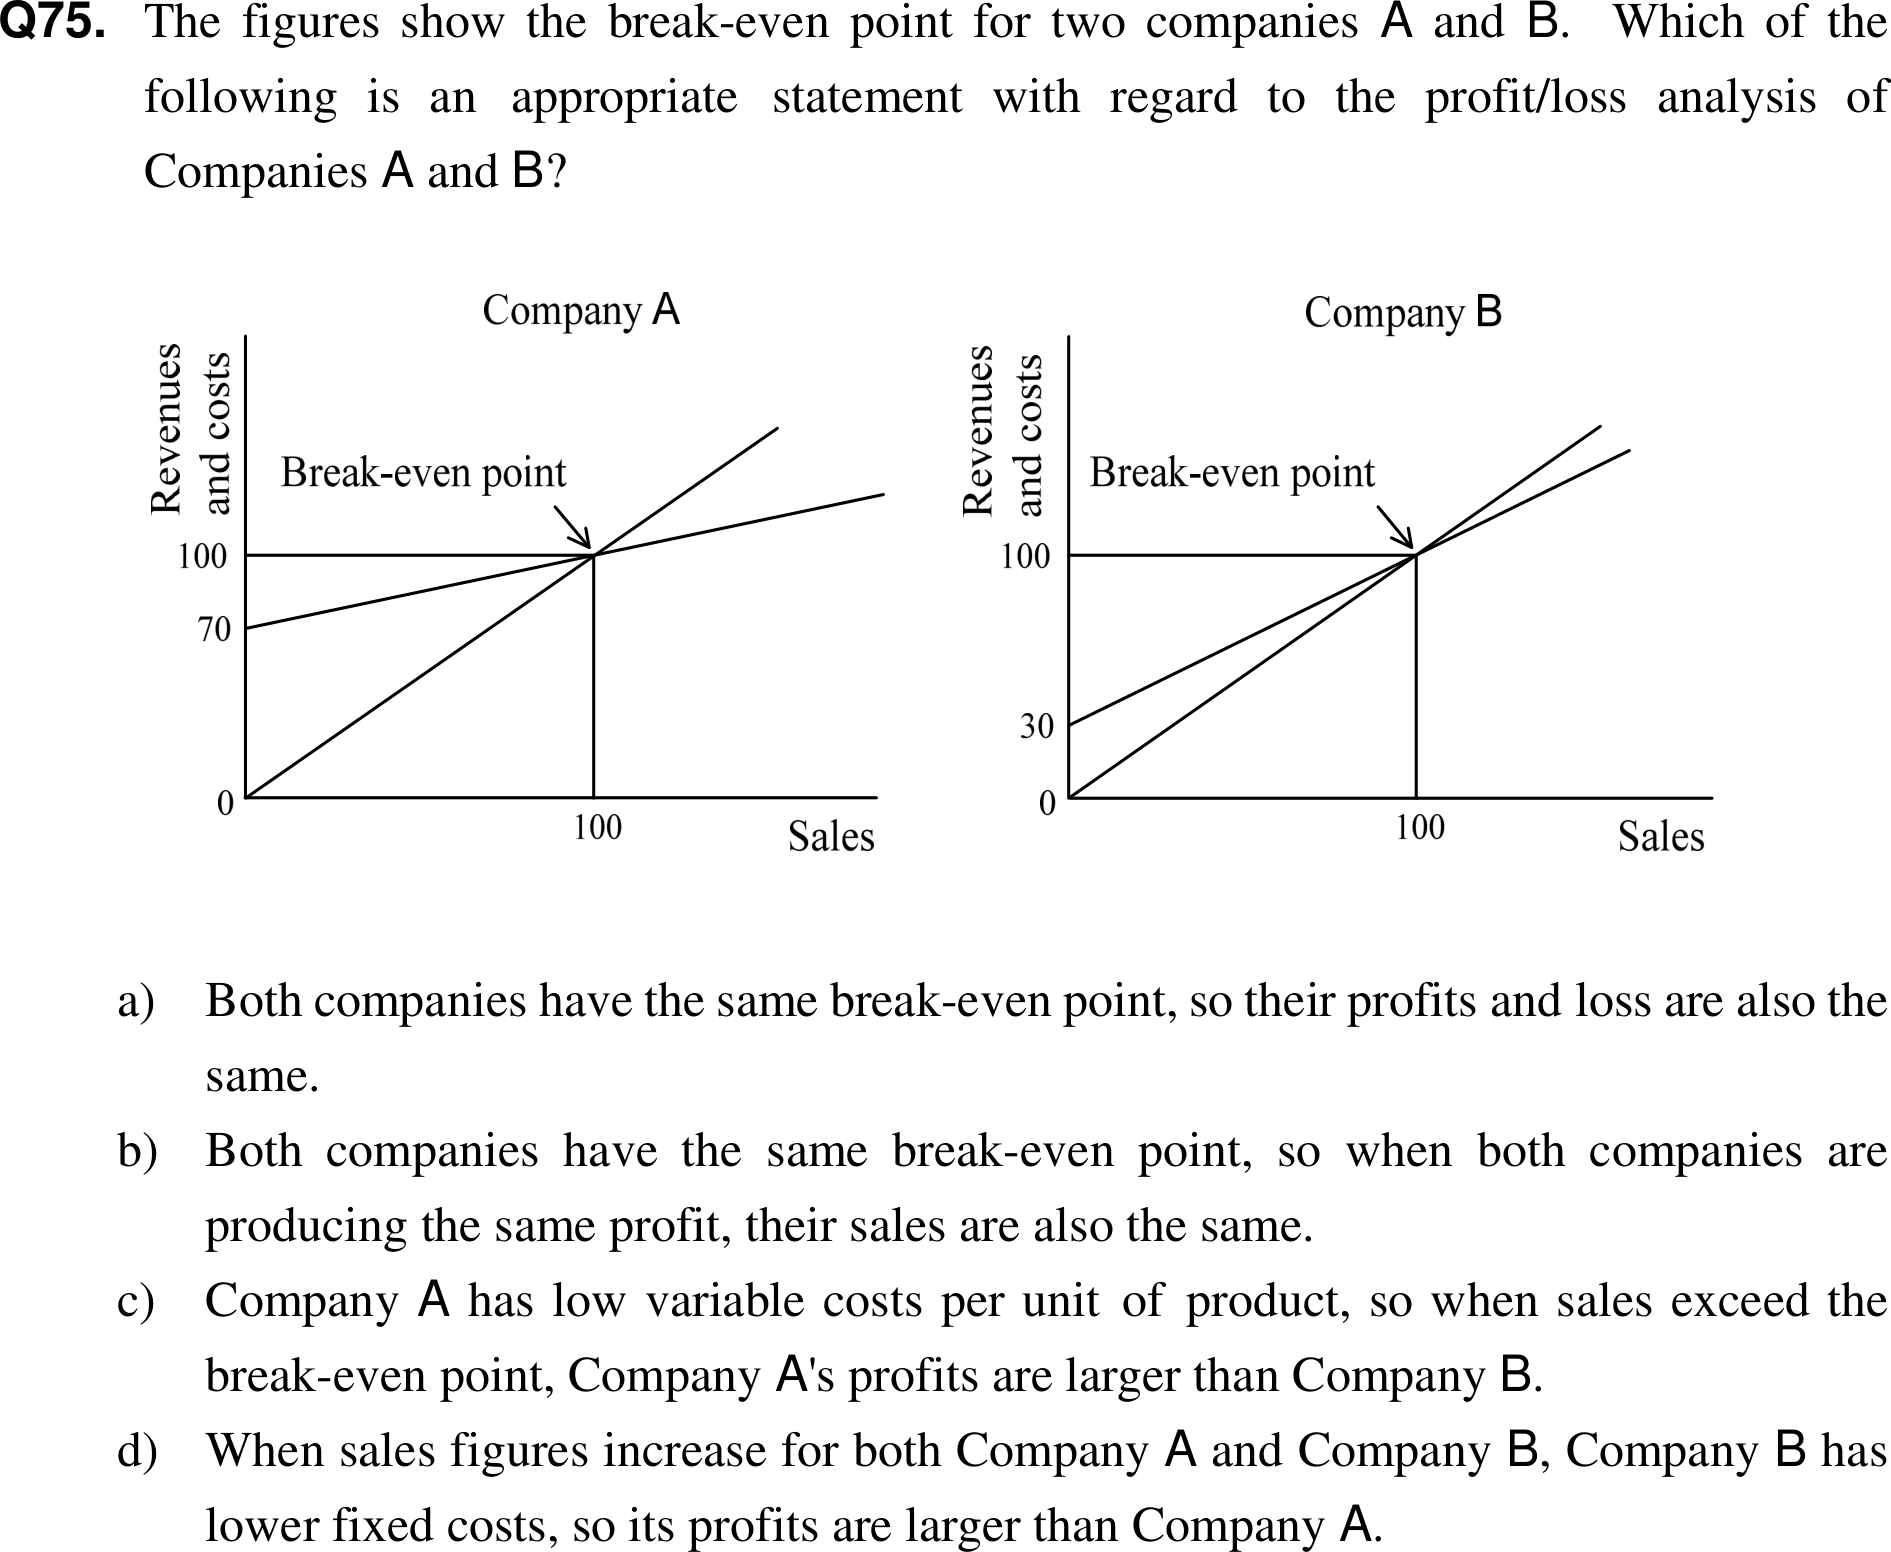 Q75. The figures show the break-even point for two companies A and B. Which of the
following is an appropriate statement with regard to the profit/loss analysis of
Companies A and B?
Company A
Revenues
and costs
Break-even point
100
70
0
100
Sales
Company B
Revenues
and costs
Break-even point
100
30
0
100
Sales
a) Both companies have the same break-even point, so their profits and loss are also the
same.
b) Both companies have the same break-even point, so when both companies are
producing the same profit, their sales are also the same.
c) Company A has low variable costs per unit of product, so when sales exceed the
break-even point, Company A's profits are larger than Company B.
d) When sales figures increase for both Company A and Company B, Company B has
lower fixed costs, so its profits are larger than Company A.